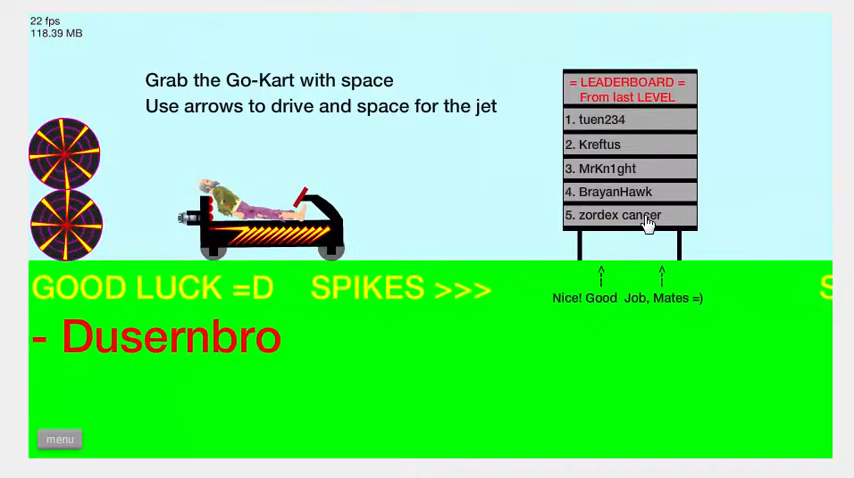 22 fps
118.39 MB
Grab the Go-Kart with space
Use arrows to drive and space for the jet
= LEADERBOARD =
From last LEVEL
1. tuen234
2. Kreftus
3. MrKn1ght
4. BrayanHawk
5. zordex cancer
GOOD LUCK =D SPIKES >>>
S
Nice! Good Job, Mates =)
- Dusernbro
menu